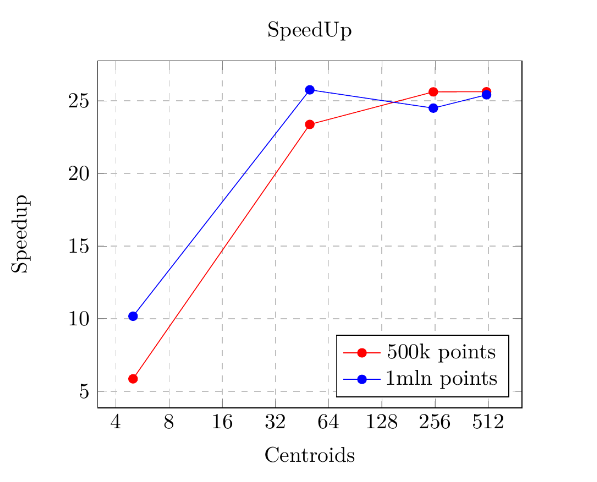 SpeedUp
25
20
15
10
5
Speedup
500k points
1mln points
4 8 16 32 64 128 256 512
Centroids